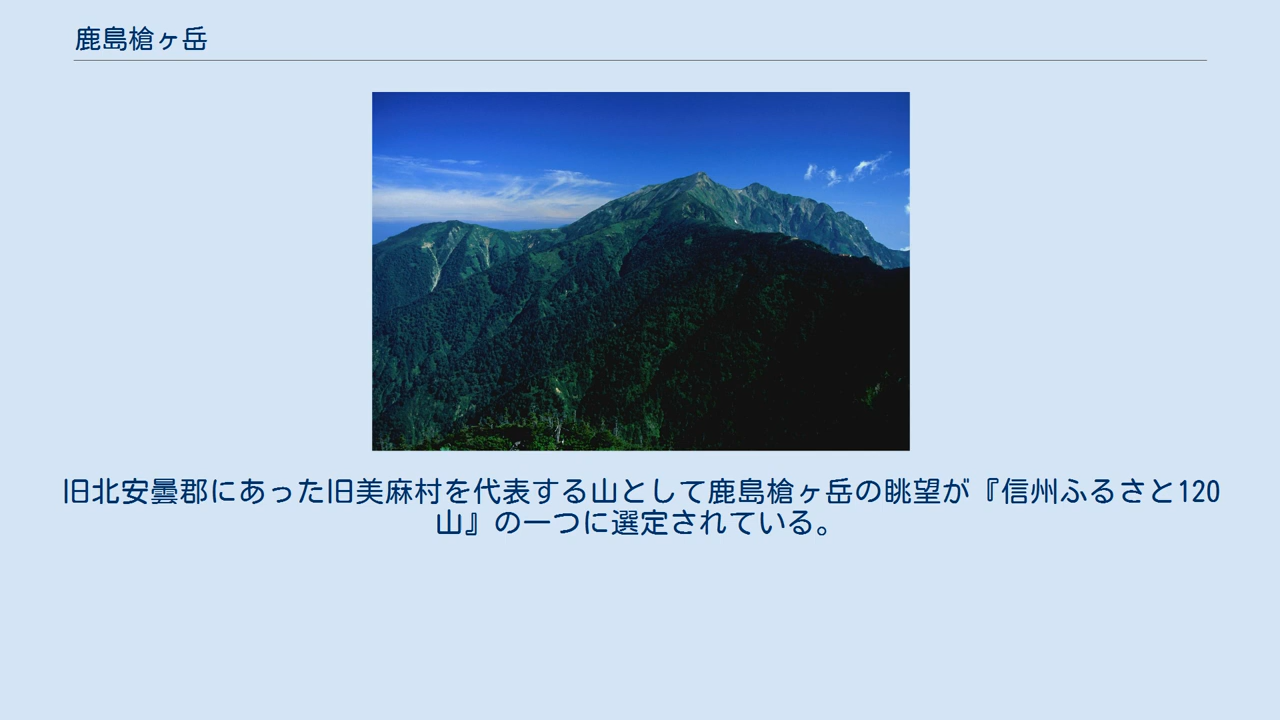 鹿島槍ヶ岳
旧北安曇郡にあった旧美麻村を代表する山として鹿島槍ヶ岳の眺望が『信州ふるさと120
山』の一つに選定されている。